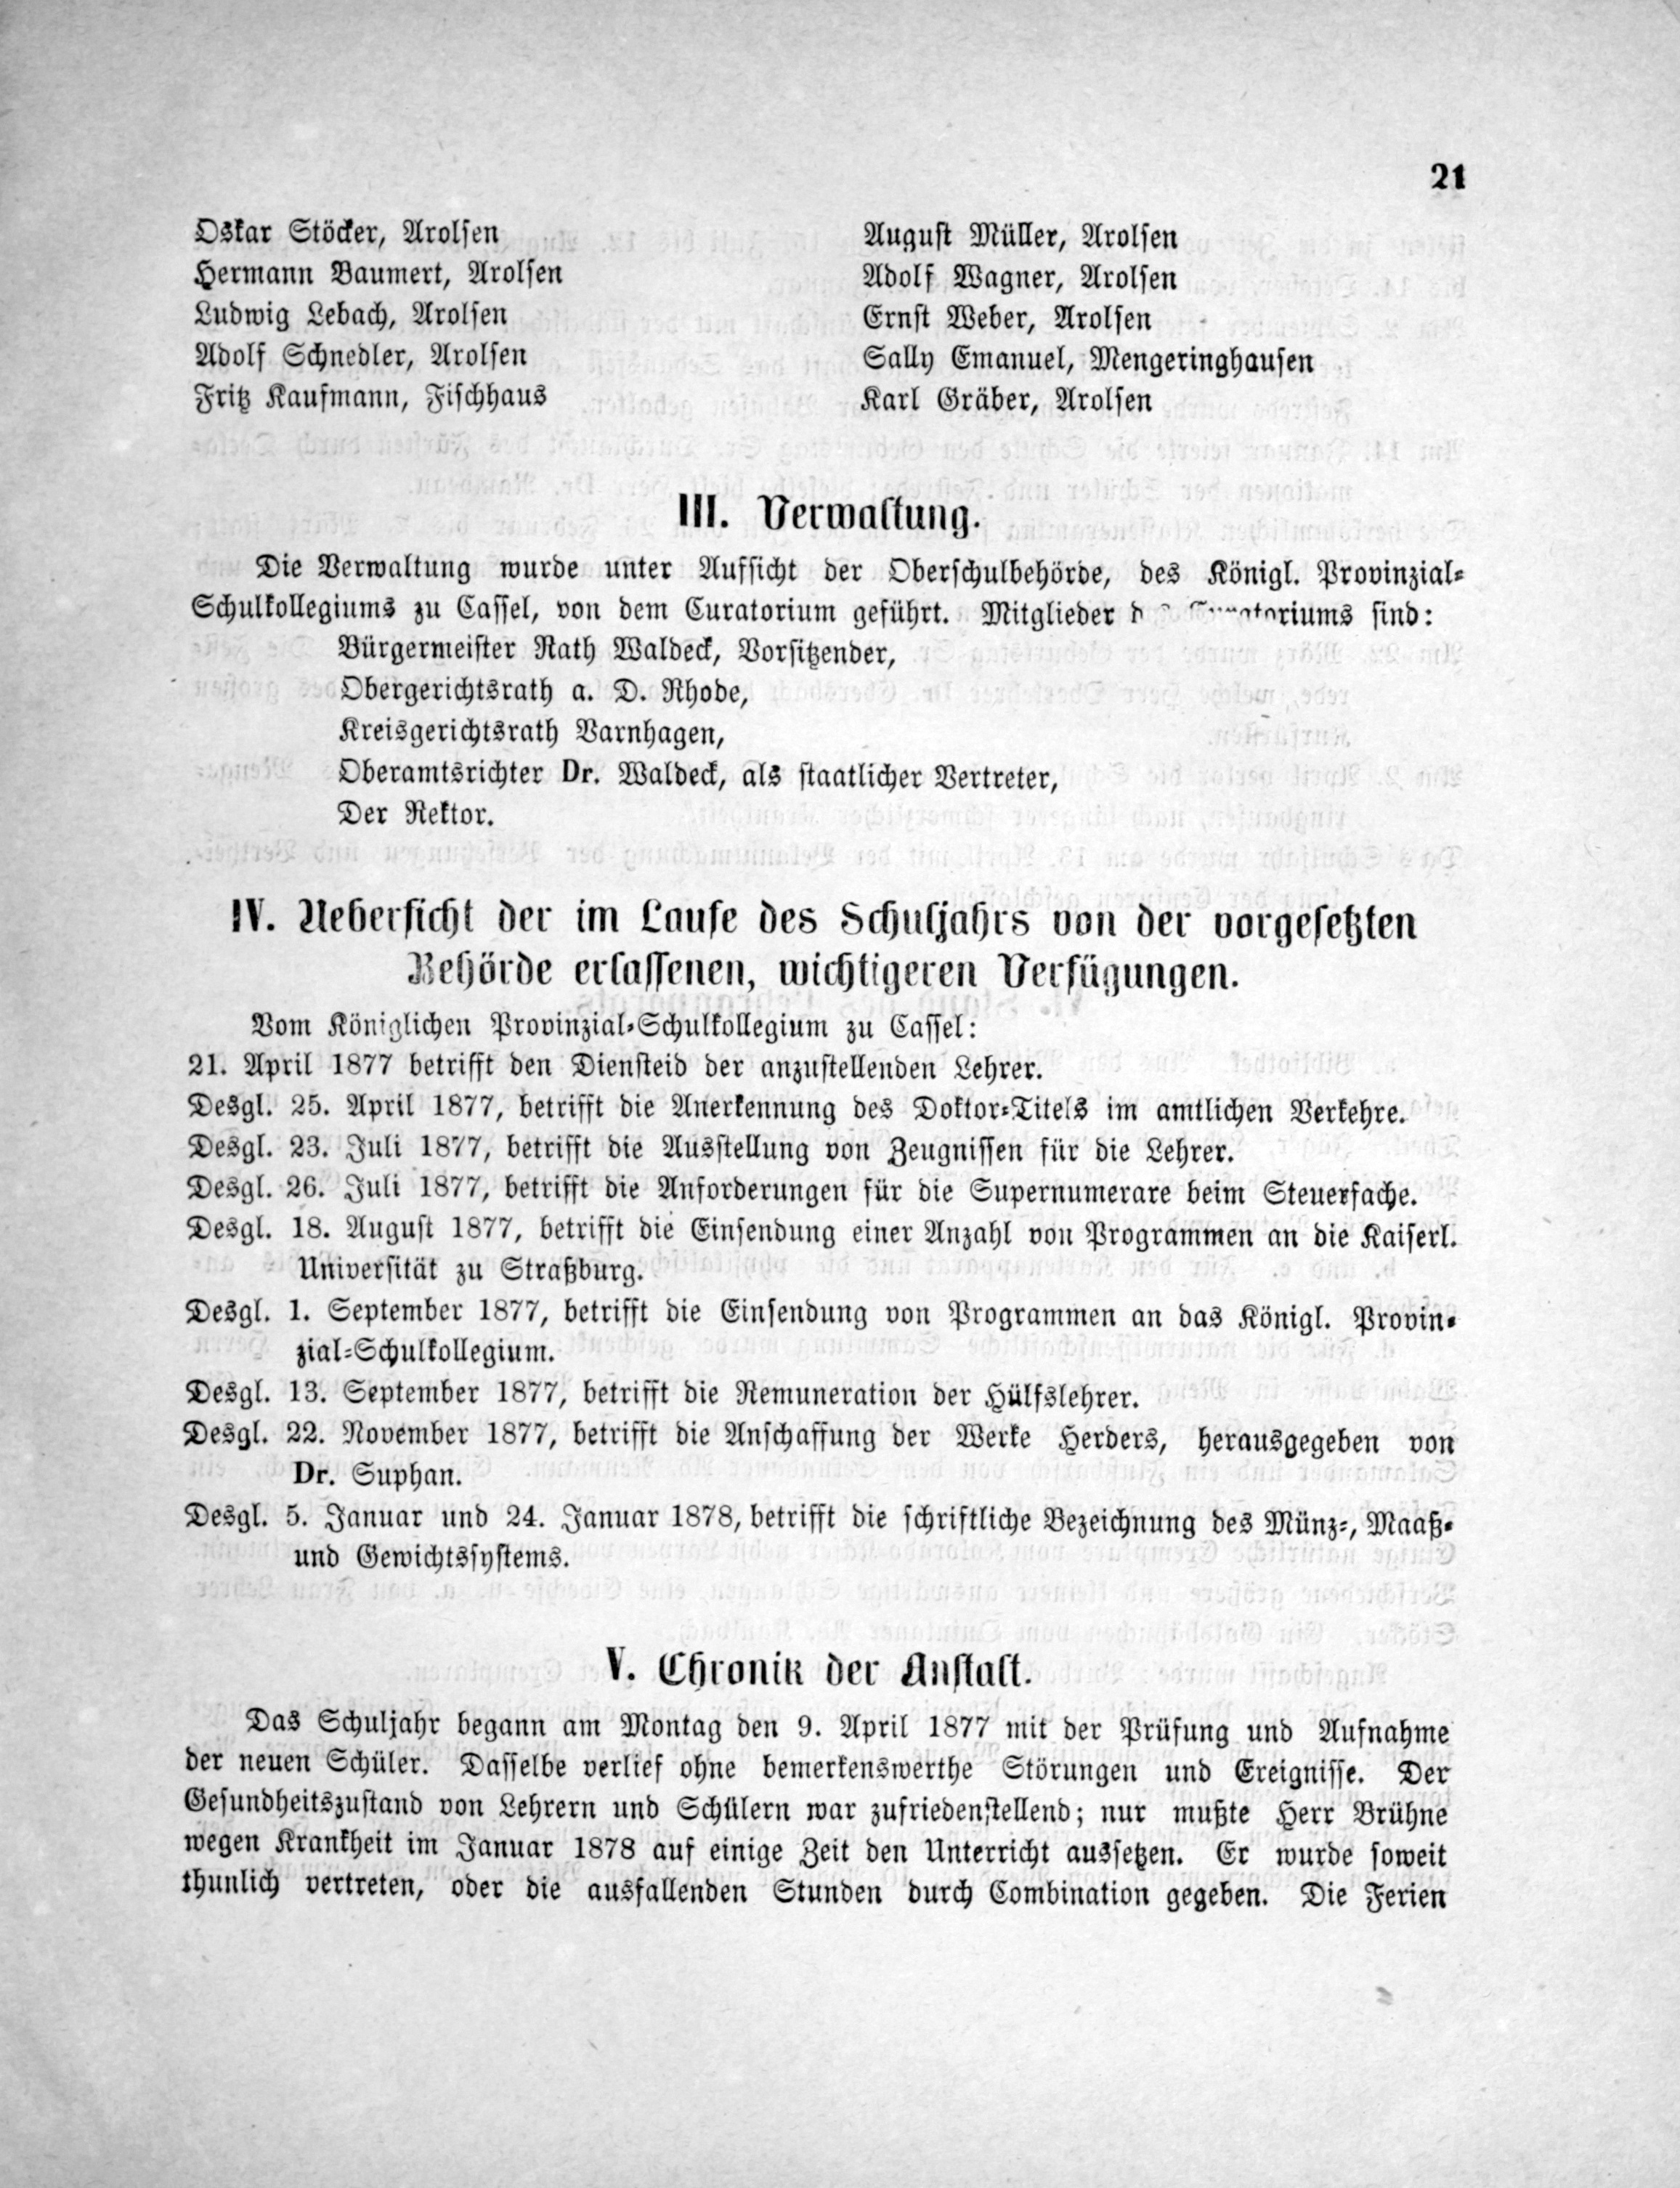 21
Oskar Stöcker, Arolsen
Hermann Baumert, Arolsen
Ludwig Lebach, Arolsen
Adolf Schnedler, Arolsen
Fritz Kaufmann, Fischhaus
August Müller, Arolsen
Adolf Wagner, Arolsen
Ernst Weber, Arolsen
Sally Emanuel, Mengeringhausen
Karl Gräber, Arolsen
III. Verwaltung.
Die Verwaltung wurde unter Aufsicht der Oberschulbehörde, des Königl. Provinzial-
Schulkollegiums zu Cassel, von dem Curatorium geführt. Mitglieder des Curatoriums sind:
Bürgermeister Rath Waldeck, Vorsitzender,
Obergerichtsrath a. D. Rhode,
Kreisgerichtsrath Varnhagen,
Oberamtsrichter Dr. Waldeck, als staatlicher Vertreter,
Der Rektor.
IV. Uebersicht der im Laufe des Schuljahrs von der vorgesetzten
Behörde erlassenen, wichtigeren Verfügungen.
Vom Königlichen Provinzial-Schulkollegium zu Cassel:
21. April 1877 betrifft den Diensteid der anzustellenden Lehrer.
Desgl. 25. April 1877, betrifft die Anerkennung des Doktor-Titels im amtlichen Verkehre.
Desgl. 23. Juli 1877, betrifft die Ausstellung von Zeugnissen für die Lehrer.
Desgl. 26. Juli 1877, betrifft die Anforderungen für die Supernumerare beim Steuerfache.
Desgl. 18. August 1877, betrifft die Einsendung einer Anzahl von Programmen an die Kaiserl.
Universität zu Straßburg.
Desgl. 1. September 1877, betrifft die Einsendung von Programmen an das Königl. Provin-
zial-Schulkollegium.
Desgl. 13. September 1877, betrifft die Remuneration der Hülfslehrer.
Desgl. 22. November 1877, betrifft die Anschaffung der Werke Herders, herausgegeben von
Dr. Suphan.
Desgl. 5. Januar und 24. Januar 1878, betrifft die schriftliche Bezeichnung des Münz-, Maaß-
und Gewichtssystems.
V. Chronik der Anstalt.
Das Schuljahr begann am Montag den 9. April 1877 mit der Prüfung und Aufnahme
der neuen Schüler. Dasselbe verlief ohne bemerkenswerthe Störungen und Ereignisse. Der
Gesundheitszustand von Lehrern und Schülern war zufriedenstellend; nur mußte Herr Brühne
wegen Krankheit im Januar 1878 auf einige Zeit den Unterricht aussetzen. Er wurde soweit
thunlich vertreten, oder die ausfallenden Stunden durch Combination gegeben. Die Ferien